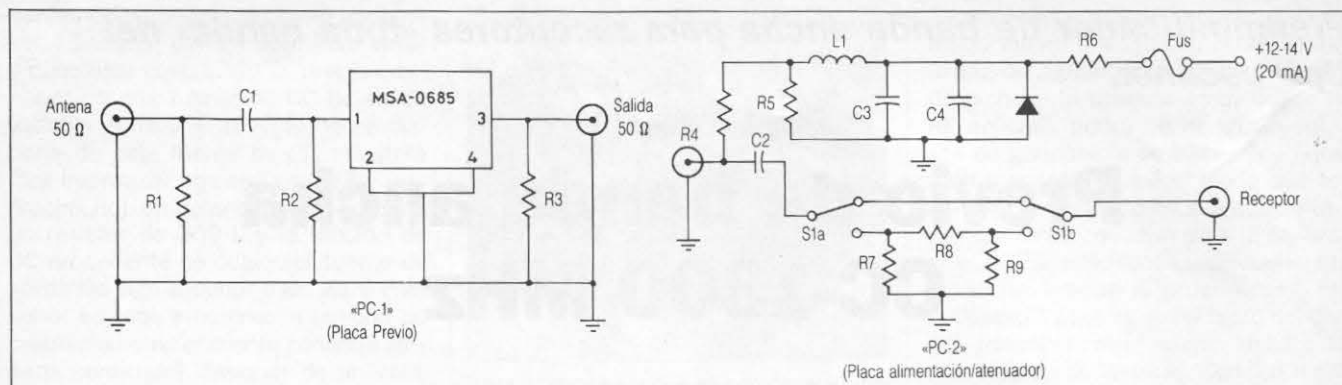 Antena
50 Ω
C1
R1
R2
MSA-0685
1
3
2
4
R3
Salida
50 Ω
«PC-1»
(Placa Previo)
R4
R5
L1
C2
C3
C4
R6
Fus
+12-14 V
(20 mA)
S1a
S1b
R7
R8
R9
Receptor
«PC-2»
(Placa alimentación/atenuador)